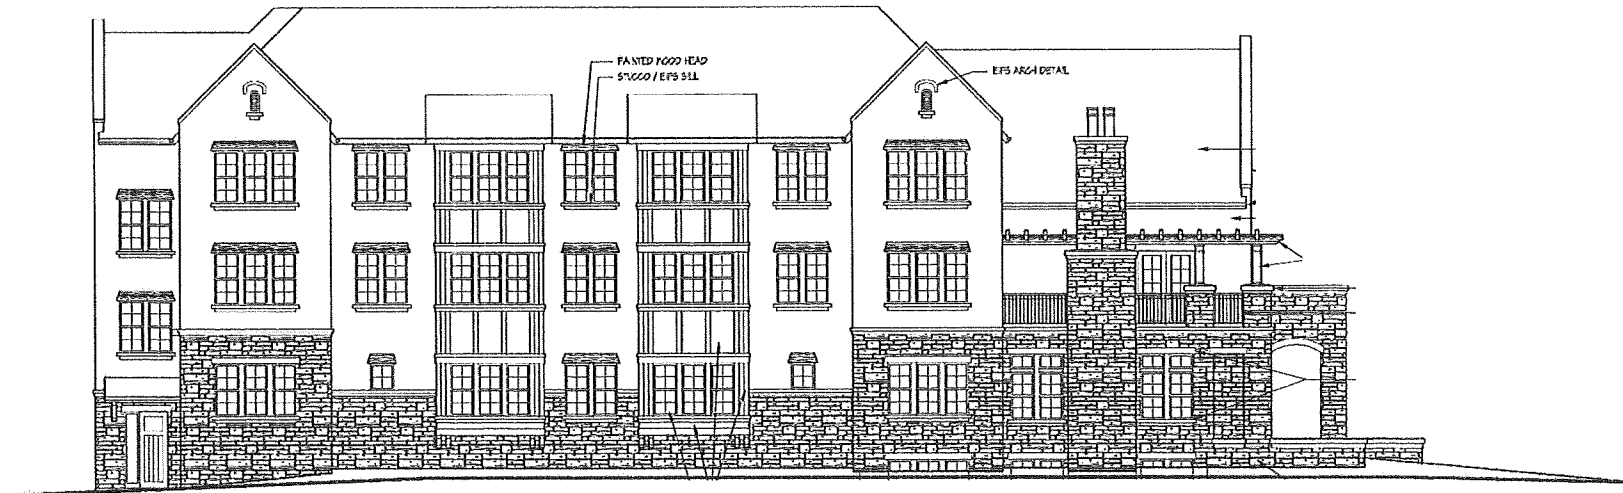 PAINTED WOOD HEAD
STUCCO / EIFS SILL
EIFS ARCH DETAIL